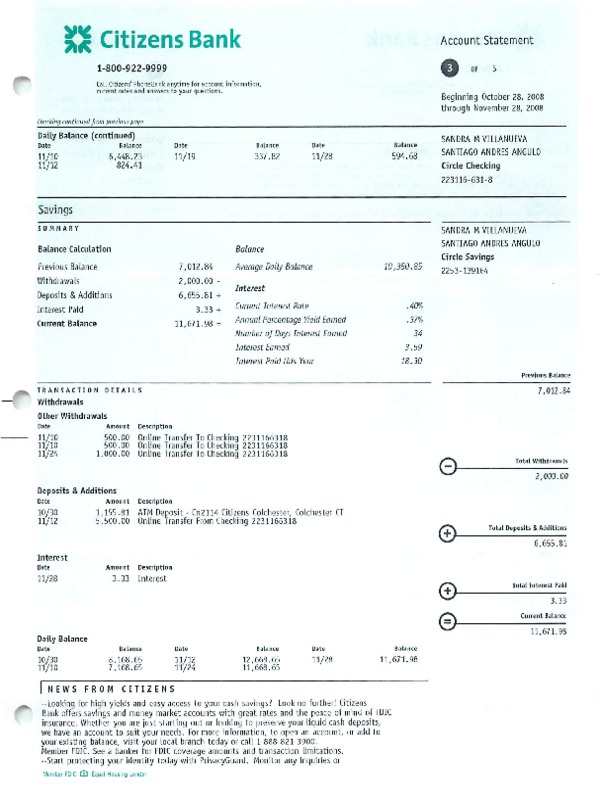 Citizens Bank
1-800-922-9999
Call Citizens' PhoneBank anytime for account information,
current rates and answers to your questions.
Account Statement
3 OF 5
Beginning October 28, 2008
through November 28, 2008
Checking continued from previous page
Daily Balance (continued)
Date Balance Date Balance Date Balance
11/10 6,448.23 11/19 337.82 11/28 594.68
11/12 824.41
SANDRA M VILLANUEVA
SANTIAGO ANDRES ANGULO
Circle Checking
223116-631-8
Savings
SUMMARY
SANDRA M VILLANUEVA
SANTIAGO ANDRES ANGULO
Circle Savings
2253-139164
Balance Calculation
Previous Balance 7,012.84
Withdrawals 2,000.00 -
Deposits & Additions 6,655.81 +
Interest Paid 3.33 +
Current Balance 11,671.98 =
Balance
Average Daily Balance 10,350.85
Interest
Current Interest Rate .40%
Annual Percentage Yield Earned .37%
Number of Days Interest Earned 34
Interest Earned 3.59
Interest Paid this Year 18.30
Previous Balance
7,012.84
TRANSACTION DETAILS
Withdrawals
Other Withdrawals
Date Amount Description
11/10 500.00 Online Transfer To Checking 2231166318
11/18 500.00 Online Transfer To Checking 2231166318
11/24 1,000.00 Online Transfer To Checking 2231166318
- Total Withdrawals
2,000.00
Deposits & Additions
Date Amount Description
10/30 1,155.81 ATM Deposit - Citizens Colchester, Colchester CT
11/12 5,500.00 Online Transfer From Checking 2231166318
+ Total Deposits & Additions
6,655.81
Interest
Date Amount Description
11/28 3.33 Interest
+ Total Interest Paid
3.33
= Current Balance
11,671.98
Daily Balance
Date Balance Date Balance Date Balance
10/30 8,168.65 11/12 12,668.65 11/28 11,671.98
11/10 7,168.65 11/24 11,668.65
NEWS FROM CITIZENS
--Looking for high yields and easy access to your cash savings? Look no further! Citizens
Bank offers savings and money market accounts with great rates and the peace of mind of FDIC
insurance. Whether you are just starting out or looking to preserve your liquid cash deposits,
we have an account to suit your needs. For more information, to open an account, or add to
your existing balance, visit your local branch today or call 1 888 821 3900.
Member FDIC. See a banker for FDIC coverage amounts and transaction limitations.
--Start protecting your identity today with PrivacyGuard. Monitor any inquiries or
Member FDIC Equal Housing Lender